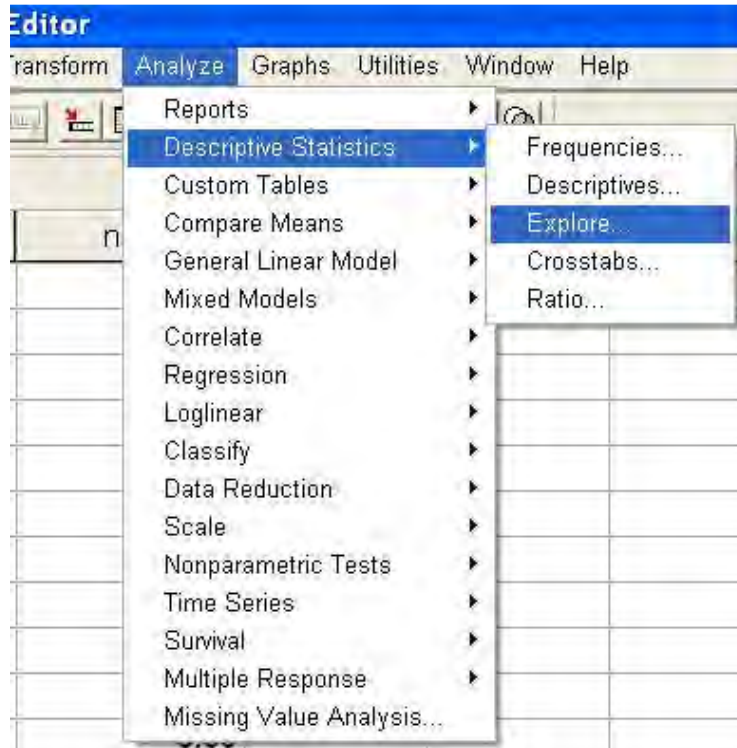 Editor
Transform Analyze Graphs Utilities Window Help
Reports
Descriptive Statistics
Custom Tables
Compare Means
General Linear Model
Mixed Models
Correlate
Regression
Loglinear
Classify
Data Reduction
Scale
Nonparametric Tests
Time Series
Survival
Multiple Response
Missing Value Analysis...
Frequencies...
Descriptives...
Explore...
Crosstabs...
Ratio...
n